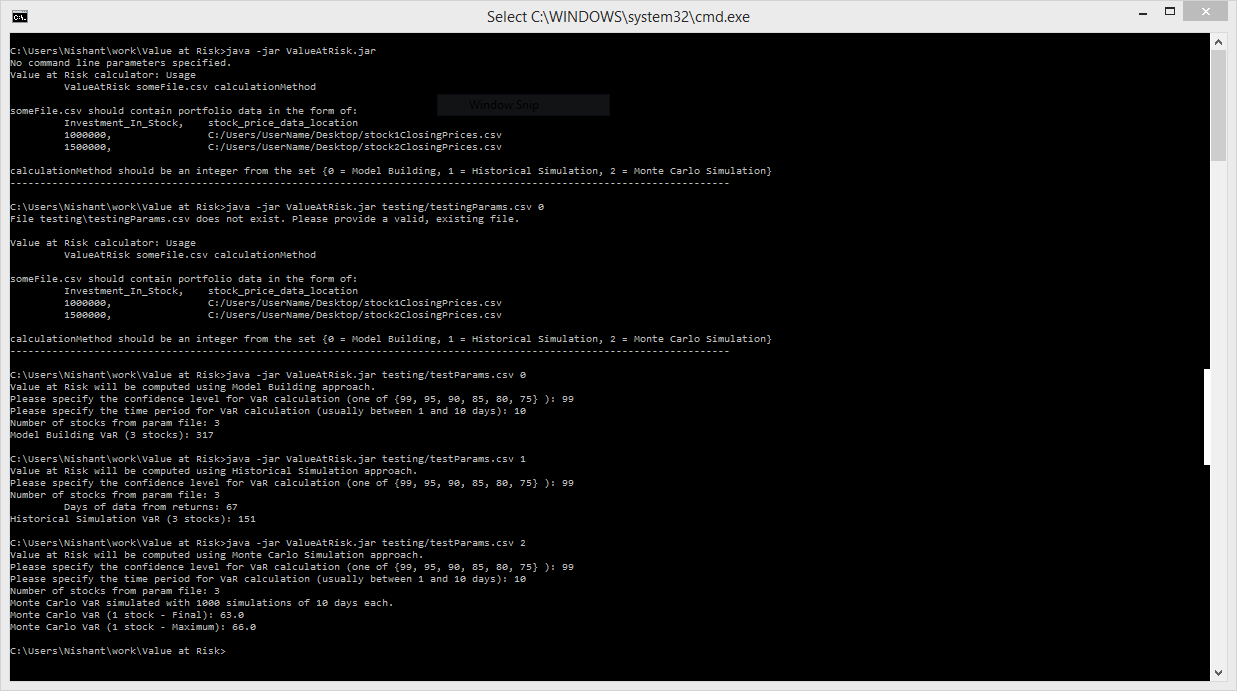 Select C:\WINDOWS\system32\cmd.exe
C:\Users\Nishant\work\Value at Risk>java -jar ValueAtRisk.jar
No command line parameters specified.
Value at Risk calculator: Usage
ValueAtRisk someFile.csv calculationMethod
Window Snip
someFile.csv should contain portfolio data in the form of:
Investment_In_Stock, stock_price_data_location
1000000, C:/Users/UserName/Desktop/stock1ClosingPrices.csv
1500000, C:/Users/UserName/Desktop/stock2ClosingPrices.csv
calculationMethod should be an integer from the set {0 = Model Building, 1 = Historical Simulation, 2 = Monte Carlo Simulation}
------------------------------------------------------------------------------------------------------------------------
C:\Users\Nishant\work\Value at Risk>java -jar ValueAtRisk.jar testing/testingParams.csv 0
File testing\testingParams.csv does not exist. Please provide a valid, existing file.
Value at Risk calculator: Usage
ValueAtRisk someFile.csv calculationMethod
someFile.csv should contain portfolio data in the form of:
Investment_In_Stock, stock_price_data_location
1000000, C:/Users/UserName/Desktop/stock1ClosingPrices.csv
1500000, C:/Users/UserName/Desktop/stock2ClosingPrices.csv
calculationMethod should be an integer from the set {0 = Model Building, 1 = Historical Simulation, 2 = Monte Carlo Simulation}
------------------------------------------------------------------------------------------------------------------------
C:\Users\Nishant\work\Value at Risk>java -jar ValueAtRisk.jar testing/testParams.csv 0
Value at Risk will be computed using Model Building approach.
Please specify the confidence level for VaR calculation (one of {99, 95, 90, 85, 80, 75} ): 99
Please specify the time period for VaR calculation (usually between 1 and 10 days): 10
Number of stocks from param file: 3
Model Building VaR (3 stocks): 317
C:\Users\Nishant\work\Value at Risk>java -jar ValueAtRisk.jar testing/testParams.csv 1
Value at Risk will be computed using Historical Simulation approach.
Please specify the confidence level for VaR calculation (one of {99, 95, 90, 85, 80, 75} ): 99
Number of stocks from param file: 3
Days of data from returns: 67
Historical Simulation VaR (3 stocks): 151
C:\Users\Nishant\work\Value at Risk>java -jar ValueAtRisk.jar testing/testParams.csv 2
Value at Risk will be computed using Monte Carlo Simulation approach.
Please specify the confidence level for VaR calculation (one of {99, 95, 90, 85, 80, 75} ): 99
Please specify the time period for VaR calculation (usually between 1 and 10 days): 10
Number of stocks from param file: 3
Monte Carlo VaR simulated with 1000 simulations of 10 days each.
Monte Carlo VaR (1 stock - Final): 63.0
Monte Carlo VaR (1 stock - Maximum): 66.0
C:\Users\Nishant\work\Value at Risk>